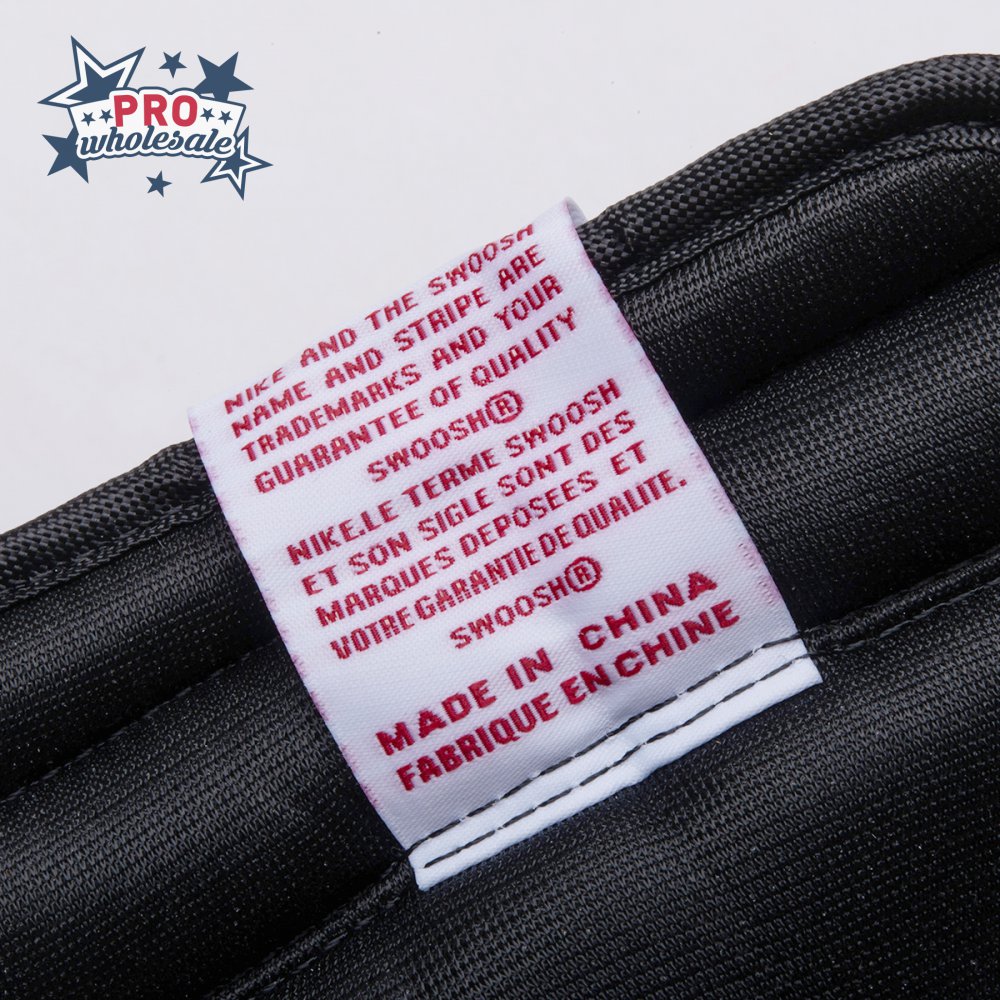 PRO
wholesale
NIKE AND THE SWOOSH
NAME AND STRIPE ARE
TRADEMARKS AND YOUR
GUARANTEE OF QUALITY
SWOOSH®
NIKE.LE TERME SWOOSH
ET SON SIGLE SONT DES
MARQUES DEPOSEES ET
VOTRE GARANTIE DE QUALITE.
SWOOSH®
MADE IN CHINA
FABRIQUE EN CHINE